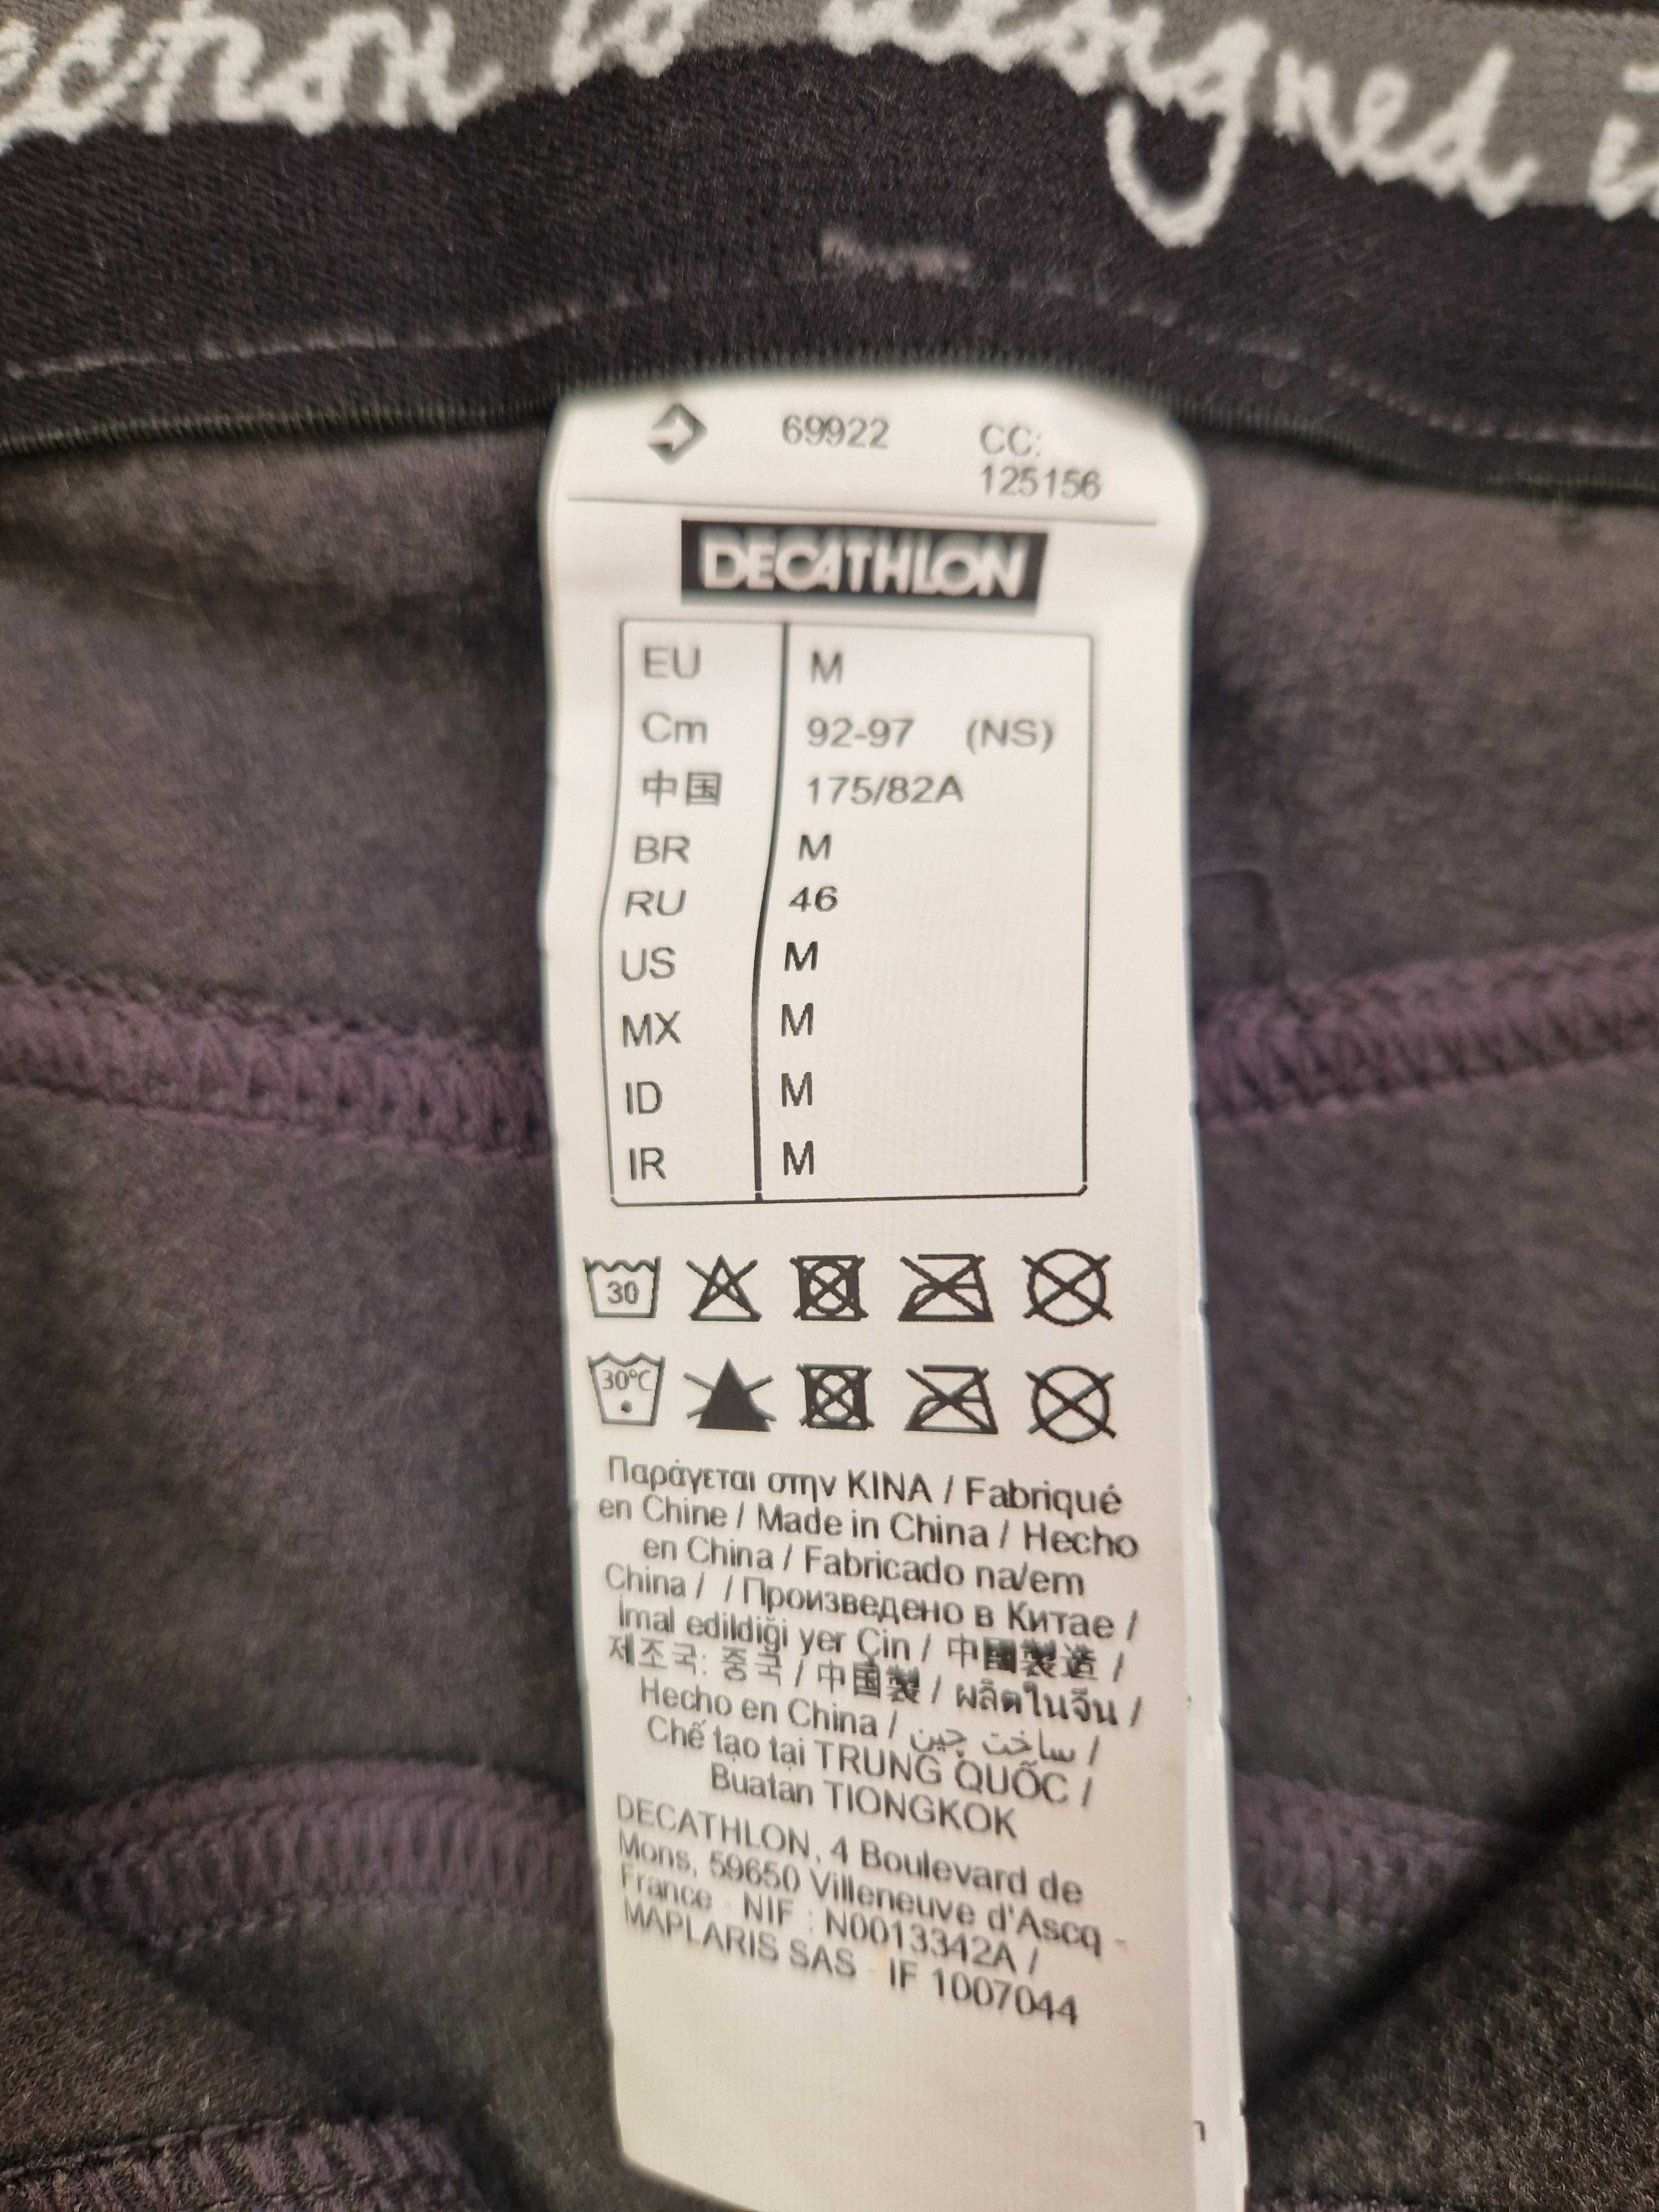 designed
69922 CC:
125156
DECATHLON
EU M
Cm 92-97 (NS)
中国 175/82A
BR M
RU 46
US M
MX M
ID M
IR M
30
30°C
Παράγεται στην ΚΙΝΑ / Fabriqué
en Chine / Made in China / Hecho
en China / Fabricado na/em
China / / Произведено в Китае /
İmal edildiği yer Çin / 中國製造 /
제조국: 중국 / 中国製 / ผลิตในจีน /
Hecho en China / ساخت چین /
Chế tạo tại TRUNG QUỐC /
Buatan TIONGKOK
DECATHLON, 4 Boulevard de
Mons, 59650 Villeneuve d'Ascq -
France - NIF : N0013342A /
MAPLARIS SAS - IF 1007044